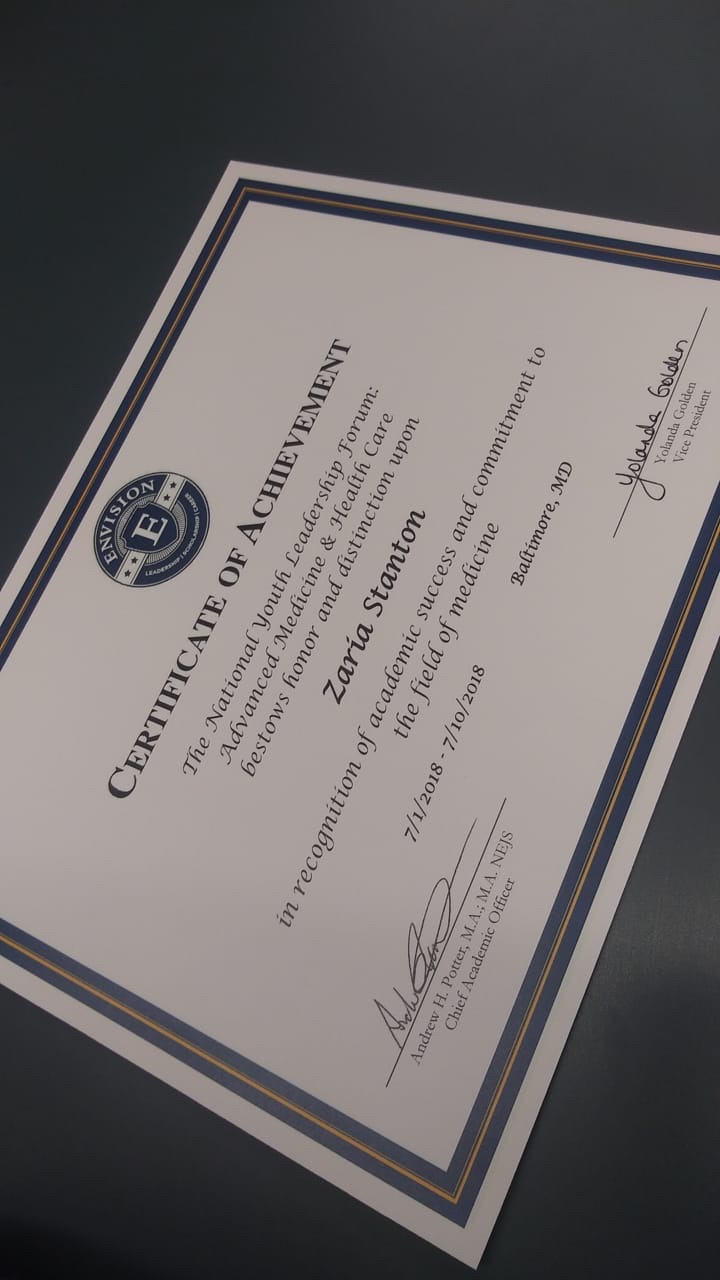 ENVISION
E
LEADERSHIP | SCHOLARSHIP | CAREER
CERTIFICATE OF ACHIEVEMENT
The National Youth Leadership Forum:
Advanced Medicine & Health Care
bestows honor and distinction upon
Zaria Stanton
in recognition of academic success and commitment to
the field of medicine
7/1/2018 - 7/10/2018
Baltimore, MD
Andrew H. Potter, M.A.; M.A. NEJS
Chief Academic Officer
Yolanda Golden
Yolanda Golden
Vice President